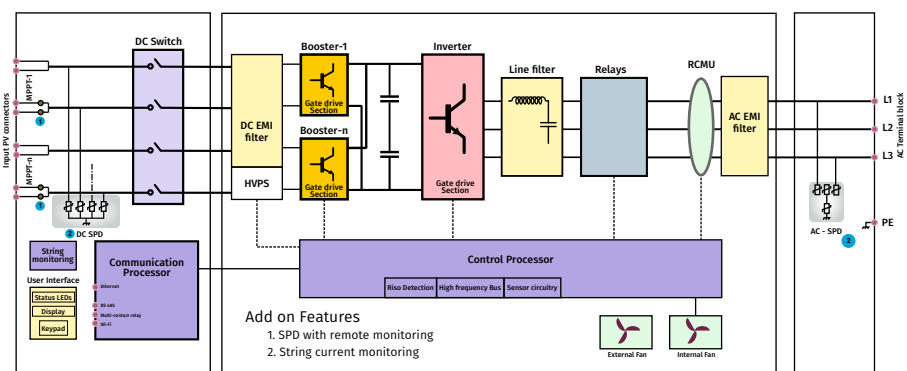 DC Switch
Booster-1
Inverter
Line filter
Relays
RCMU
Input PV connectors
MPPT-1
1
MPPT-n
1
Gate drive
Section
DC EMI
filter
Booster-n
HVPS
Gate drive
Section
Gate drive
Section
AC EMI
filter
L1
L2
L3
AC Terminal block
PE
2 DC SPD
AC - SPD
2
String
monitoring
Communication
Processor
Ethernet
RS 485
Multi-contact relay
Wi-Fi
User Interface
Status LEDs
Display
Keypad
Control Processor
Riso Detection
High frequency Bus
Sensor circuitry
Add on Features
1. SPD with remote monitoring
2. String current monitoring
External Fan
Internal Fan